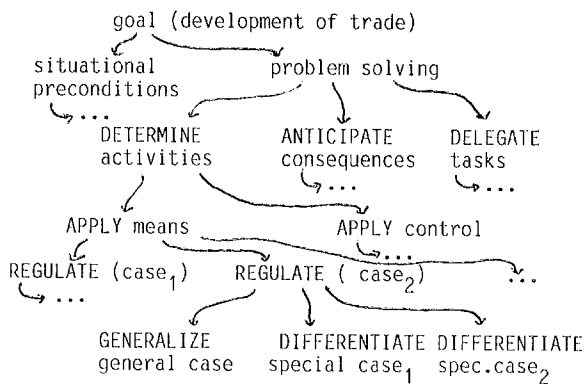 goal (development of trade)
situational problem solving
preconditions
...
DETERMINE ANTICIPATE DELEGATE
activities consequences tasks
... ...
APPLY means APPLY control
...
REGULATE (case₁) REGULATE ( case₂) ...
...
GENERALIZE DIFFERENTIATE DIFFERENTIATE
general case special case₁ spec.case₂